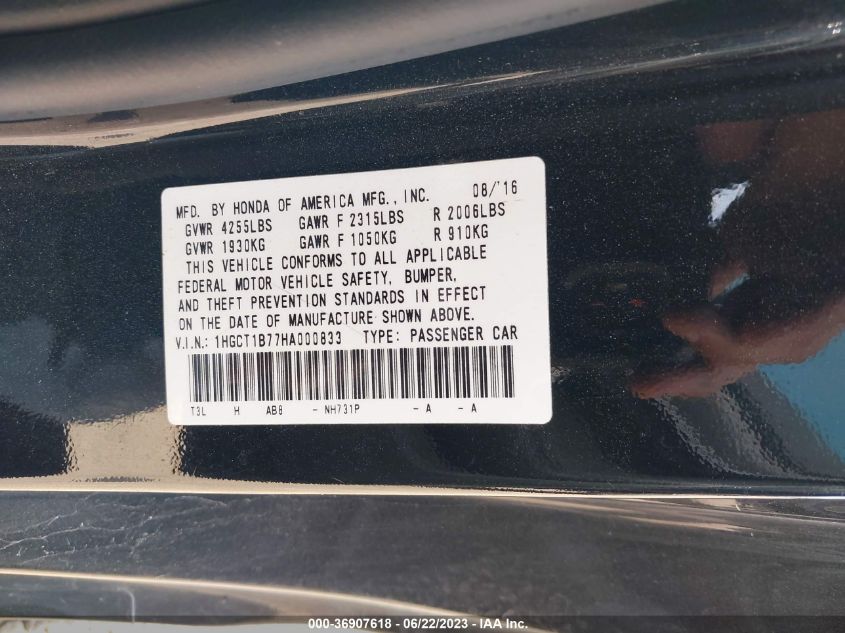 MFD. BY HONDA OF AMERICA MFG., INC. 08/'16
GVWR 4255LBS GAWR F 2315LBS R 2006LBS
GVWR 1930KG GAWR F 1050KG R 910KG
THIS VEHICLE CONFORMS TO ALL APPLICABLE
FEDERAL MOTOR VEHICLE SAFETY, BUMPER,
AND THEFT PREVENTION STANDARDS IN EFFECT
ON THE DATE OF MANUFACTURE SHOWN ABOVE.
V.I.N.: 1HGCT1B77HA000833 TYPE: PASSENGER CAR
T3L H AB8 - NH731P - A - A
000-36907618 - 06/22/2023 - IAA Inc.